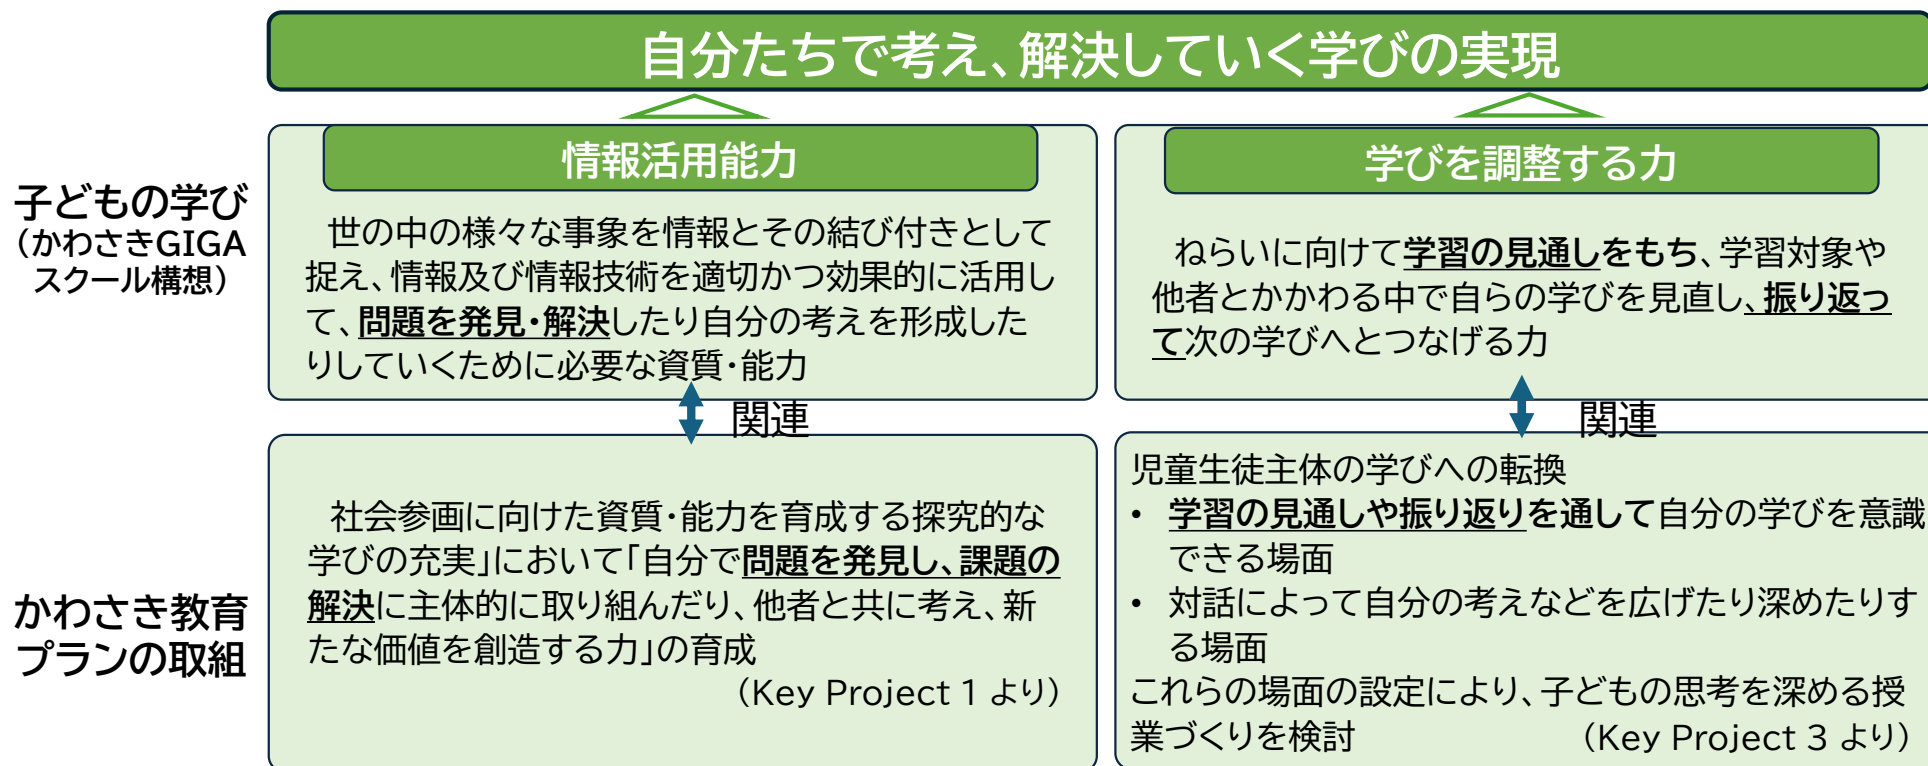 自分たちで考え、解決していく学びの実現
子どもの学び
（かわさきGIGA
スクール構想）
情報活用能力
世の中の様々な事象を情報とその結び付きとして
捉え、情報及び情報技術を適切かつ効果的に活用し
て、問題を発見・解決したり自分の考えを形成した
りしていくために必要な資質・能力
学びを調整する力
ねらいに向けて学習の見通しをもち、学習対象や
他者とかかわる中で自らの学びを見直し、振り返っ
て次の学びへとつなげる力
関連
関連
かわさき教育
プランの取組
社会参画に向けた資質・能力を育成する探究的な
学びの充実」において「自分で問題を発見し、課題の
解決に主体的に取り組んだり、他者と共に考え、新
たな価値を創造する力」の育成
（Key Project 1 より）
児童生徒主体の学びへの転換
• 学習の見通しや振り返りを通して自分の学びを意識
できる場面
• 対話によって自分の考えなどを広げたり深めたりす
る場面
これらの場面の設定により、子どもの思考を深める授
業づくりを検討 （Key Project 3 より）